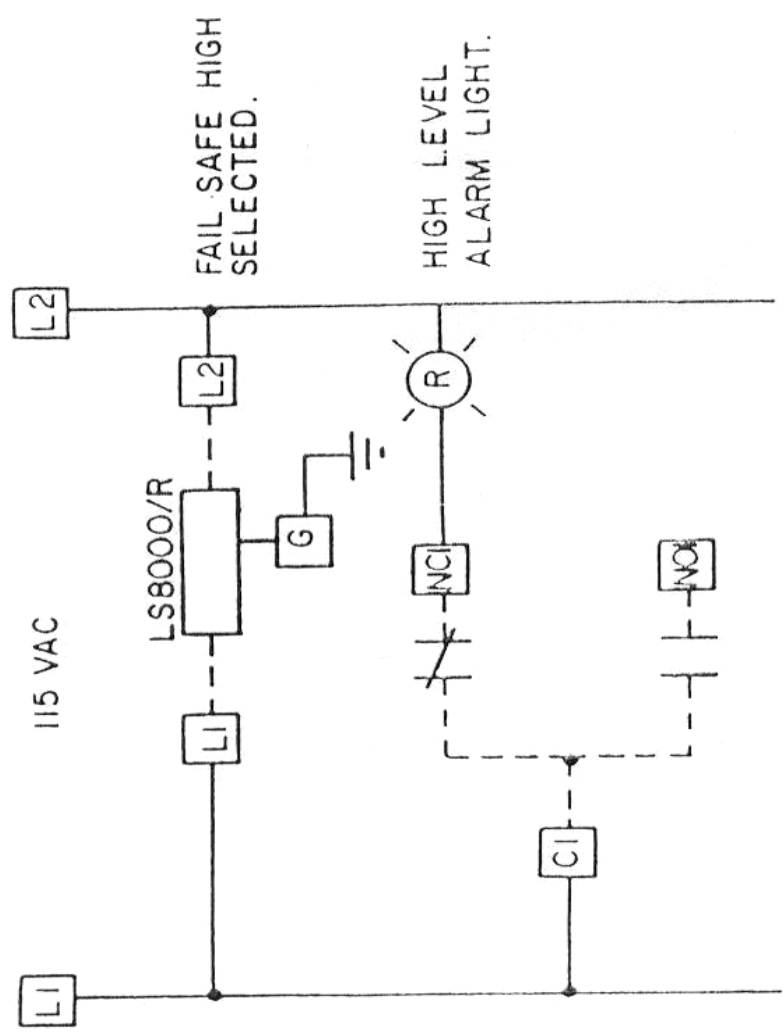 115 VAC
L1
L2
LS8000/R
L1
L2
FAIL SAFE HIGH
SELECTED.
G
C1
NC1
R
HIGH LEVEL
ALARM LIGHT.
NO1